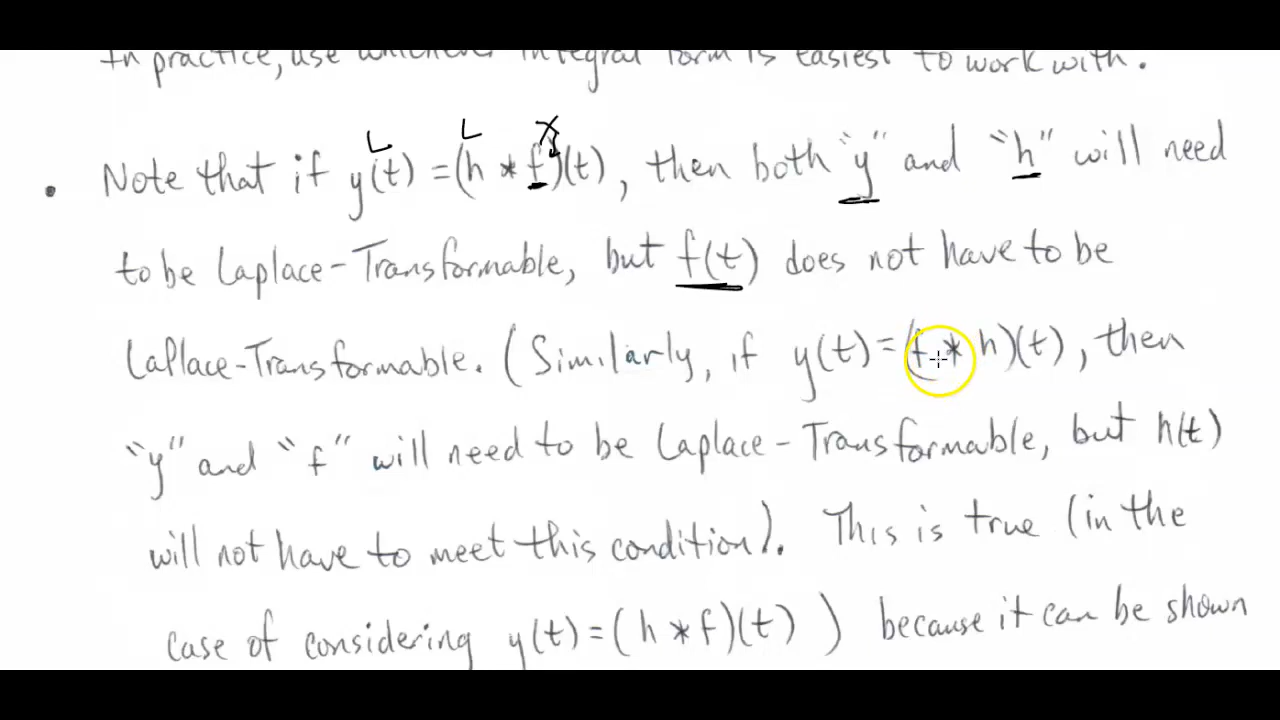 In practice, use whichever integral form is easiest to work with.
L L X
• Note that if y(t) = (h * f)(t), then both "y" and "h" will need
to be Laplace-Transformable, but f(t) does not have to be
Laplace-Transformable. (Similarly, if y(t) = (f * h)(t), then
"y" and "f" will need to be Laplace-Transformable, but h(t)
will not have to meet this condition). This is true (in the
case of considering y(t) = (h * f)(t) ) because it can be shown